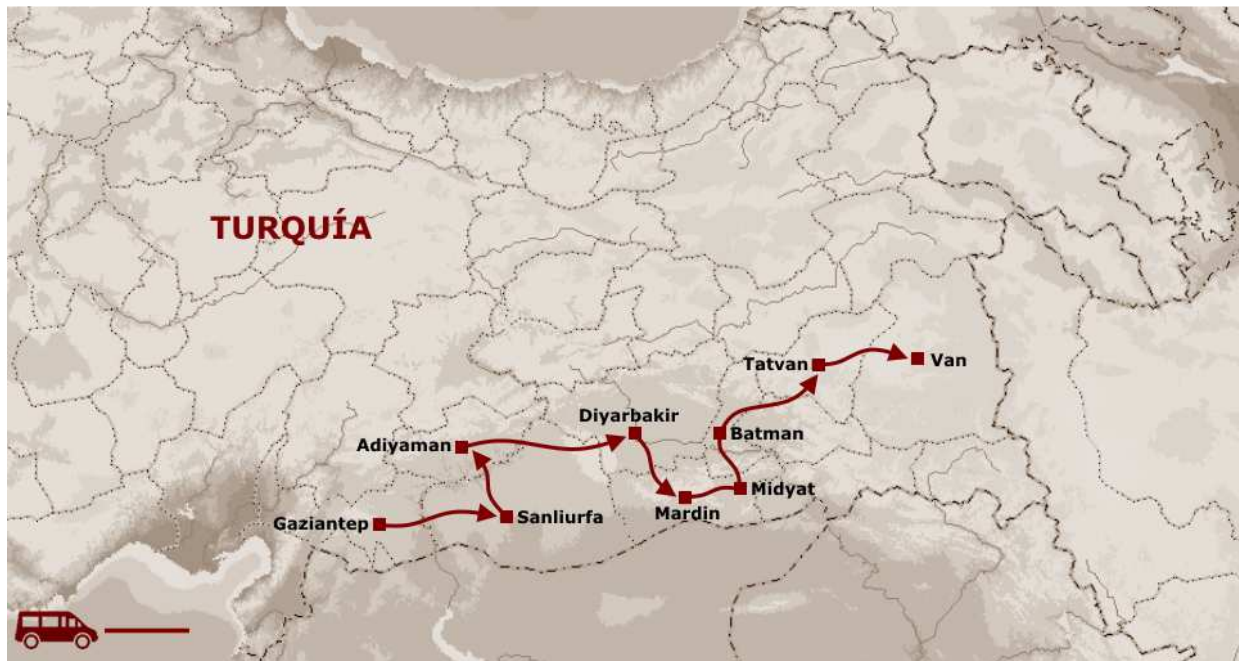 TURQUÍA
Tatvan
Van
Diyarbakir
Batman
Adiyaman
Midyat
Mardin
Gaziantep
Sanliurfa